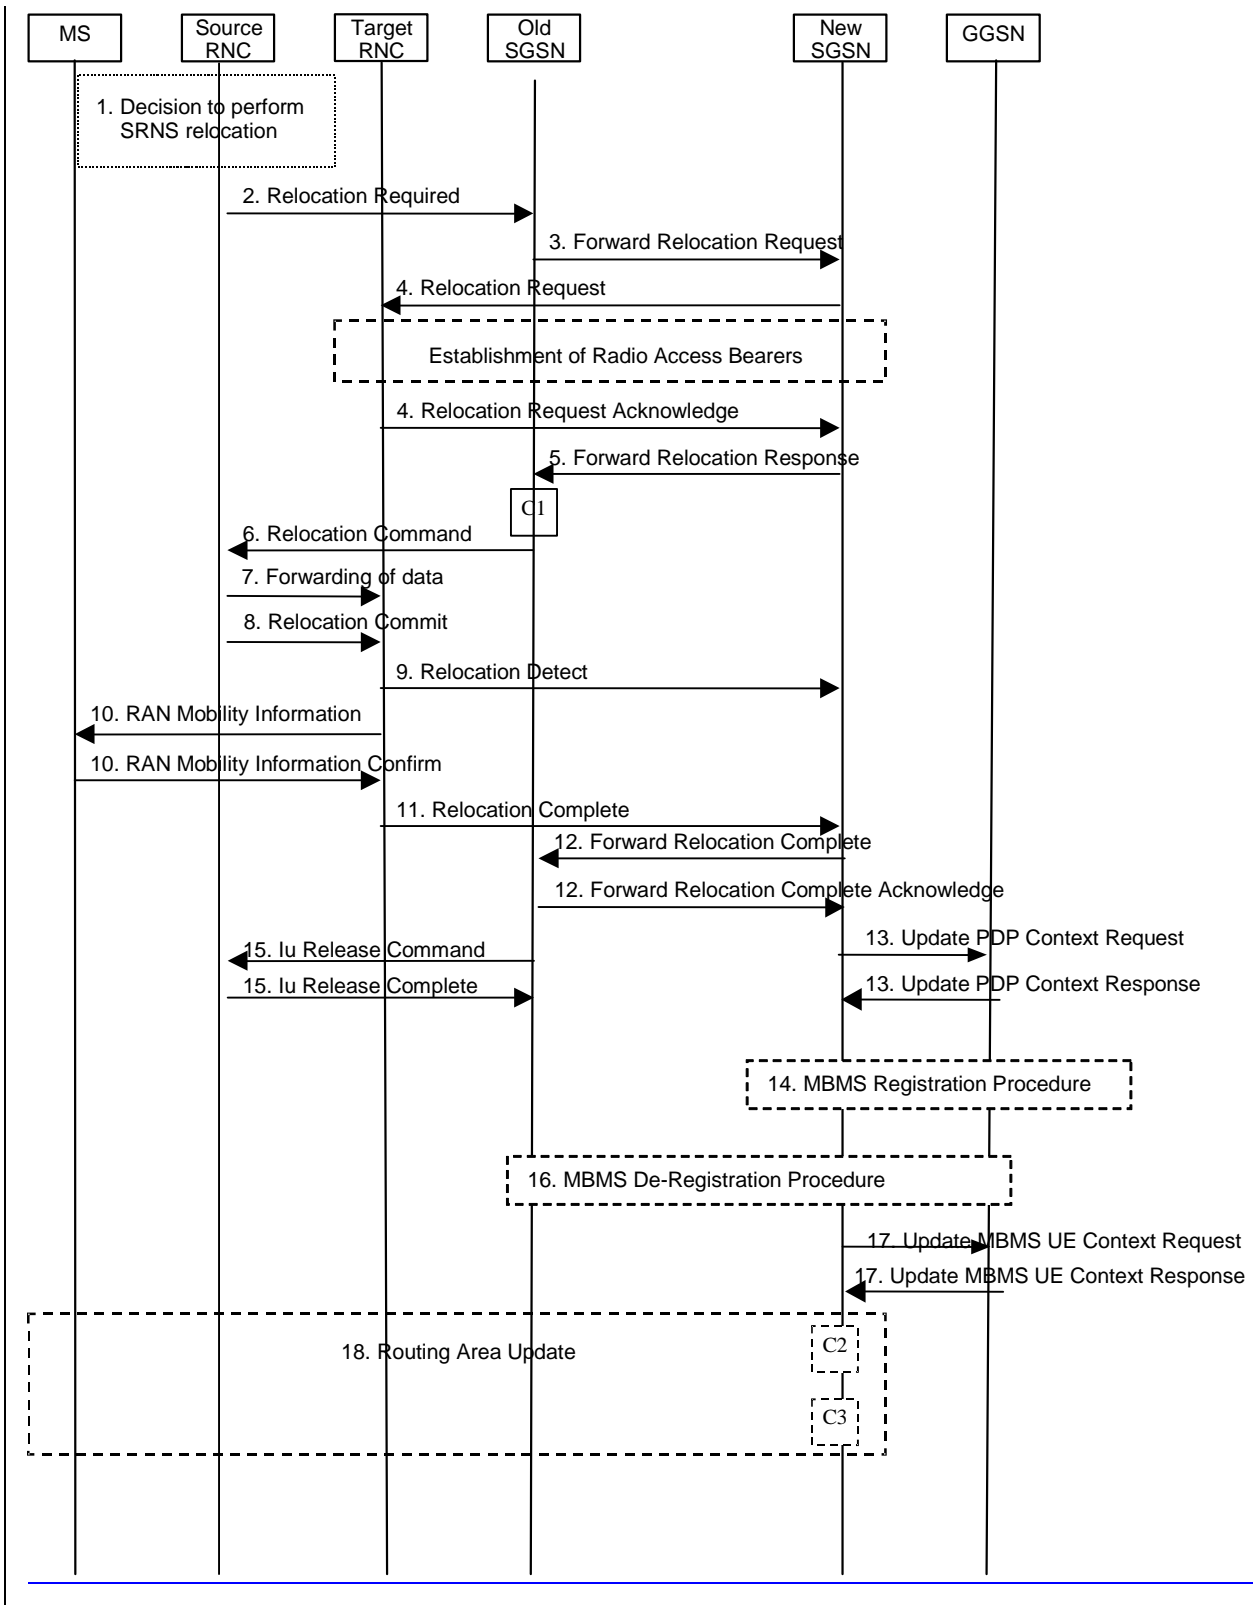 MS
Source
RNC
Target
RNC
Old
SGSN
New
SGSN
GGSN
1. Decision to perform
SRNS relocation
2. Relocation Required
3. Forward Relocation Request
4. Relocation Request
Establishment of Radio Access Bearers
4. Relocation Request Acknowledge
5. Forward Relocation Response
C1
6. Relocation Command
7. Forwarding of data
8. Relocation Commit
9. Relocation Detect
10. RAN Mobility Information
10. RAN Mobility Information Confirm
11. Relocation Complete
12. Forward Relocation Complete
12. Forward Relocation Complete Acknowledge
13. Update PDP Context Request
15. Iu Release Command
13. Update PDP Context Response
15. Iu Release Complete
14. MBMS Registration Procedure
16. MBMS De-Registration Procedure
17. Update MBMS UE Context Request
17. Update MBMS UE Context Response
C2
18. Routing Area Update
C3